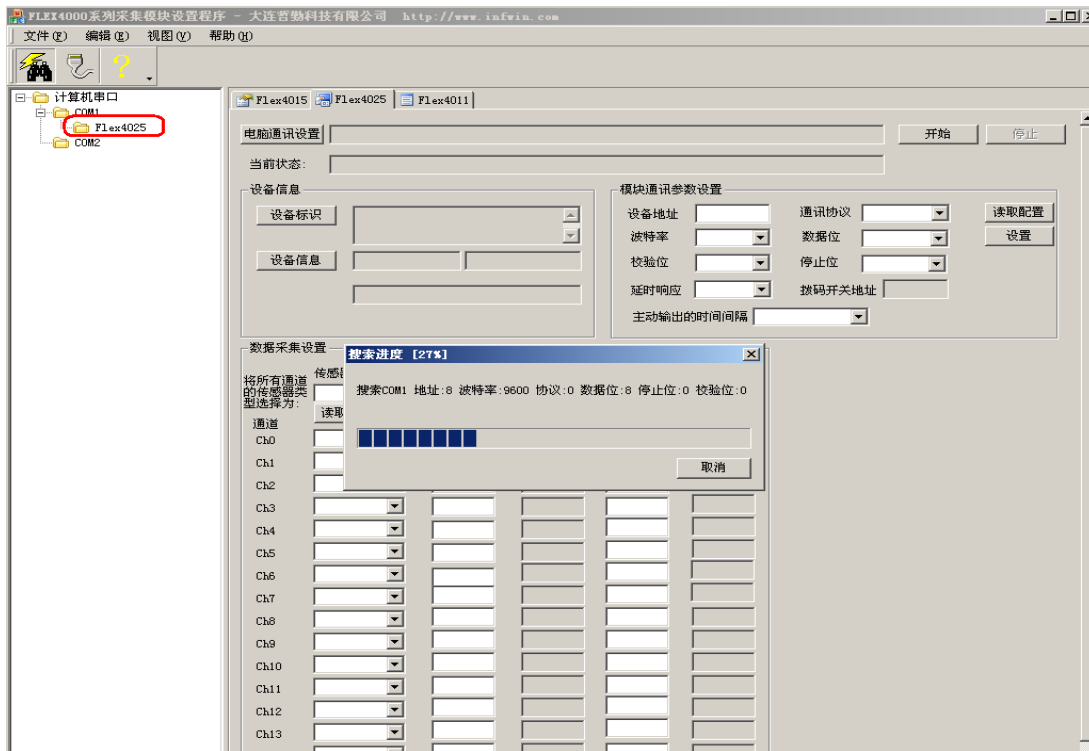 FLEX4000系列采集模块设置程序 - 大连哲勤科技有限公司 http://www.infwin.com
文件(F) 编辑(E) 视图(V) 帮助(H)
计算机串口
COM1
Flex4025
COM2
Flex4015 Flex4025 Flex4011
电脑通讯设置 开始 停止
当前状态:
设备信息
设备标识
设备信息
模块通讯参数设置
设备地址 通讯协议 读取配置
波特率 数据位 设置
校验位 停止位
延时响应 拨码开关地址
主动输出的时间间隔
数据采集设置
将所有通道的传感器类型选择为:
读取
通道
搜索进度 [27%]
搜索COM1 地址:8 波特率:9600 协议:0 数据位:8 停止位:0 校验位:0
取消
Ch0
Ch1
Ch2
Ch3
Ch4
Ch5
Ch6
Ch7
Ch8
Ch9
Ch10
Ch11
Ch12
Ch13